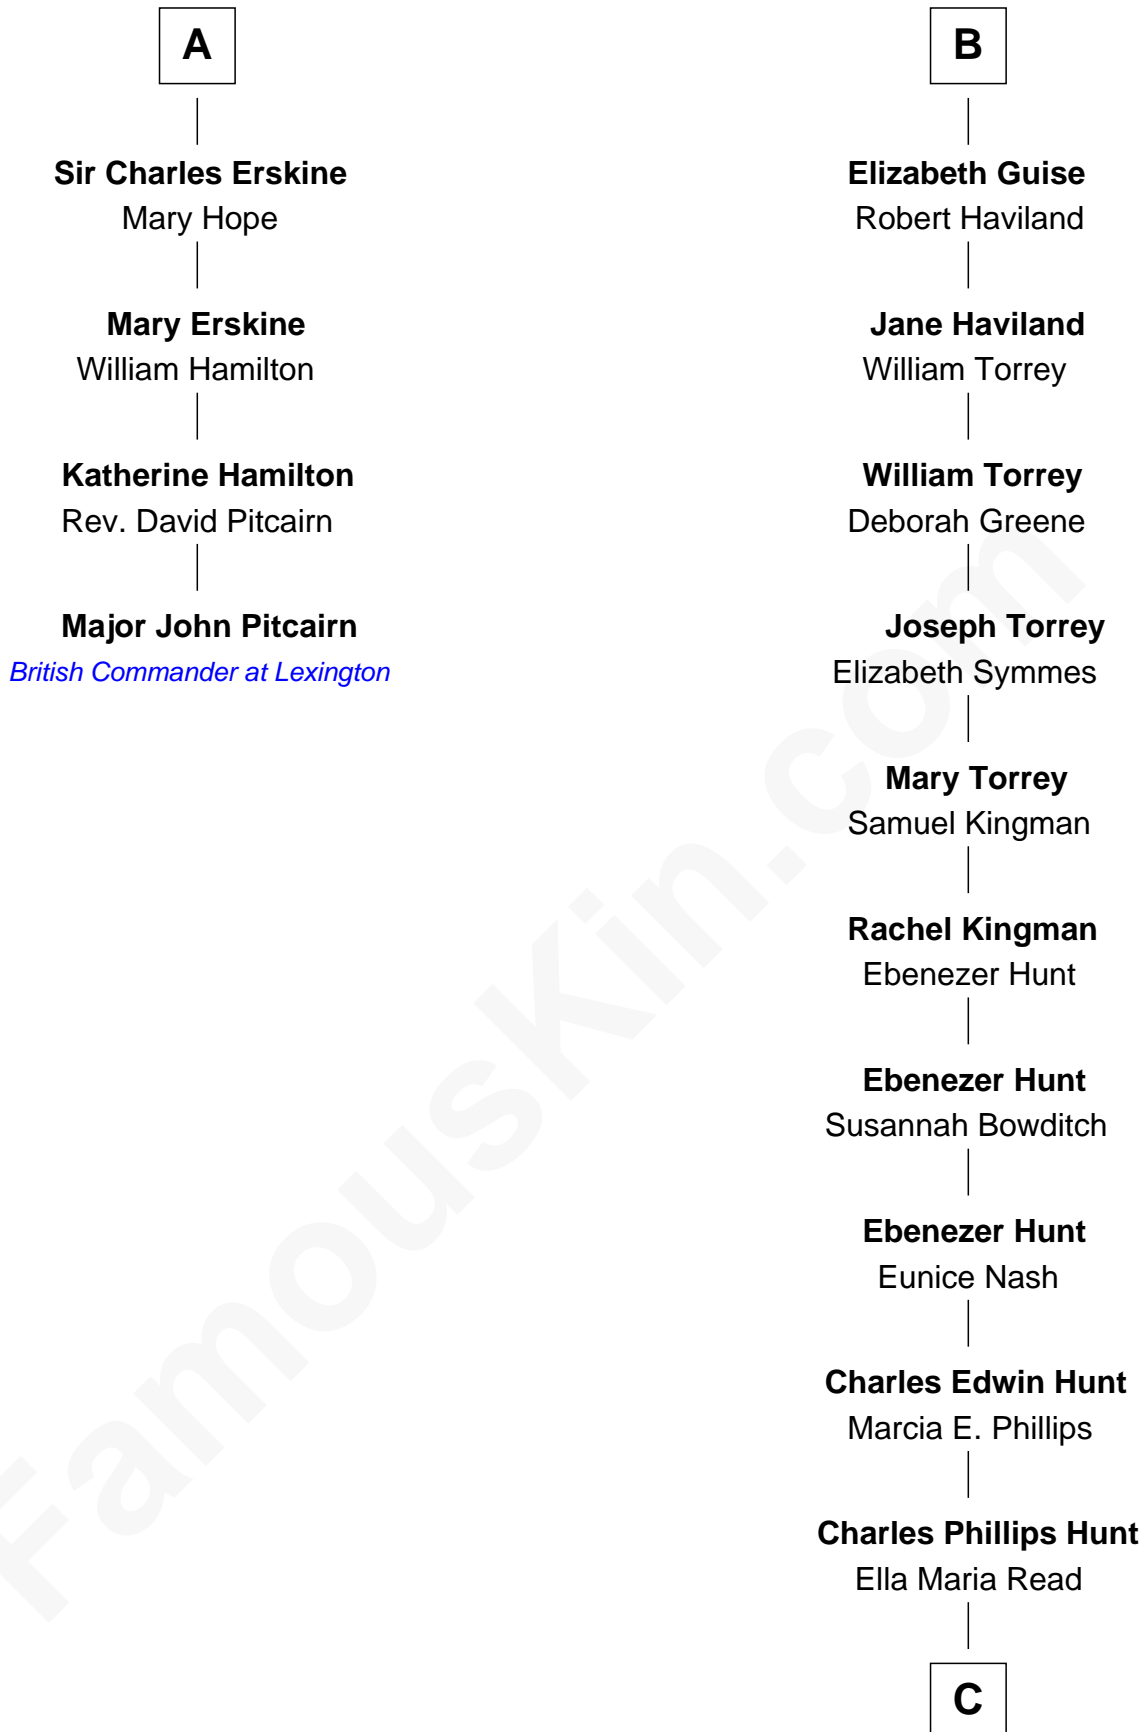 A
Sir Charles Erskine
Mary Hope
Mary Erskine
William Hamilton
Katherine Hamilton
Rev. David Pitcairn
Major John Pitcairn
British Commander at Lexington
B
Elizabeth Guise
Robert Haviland
Jane Haviland
William Torrey
William Torrey
Deborah Greene
Joseph Torrey
Elizabeth Symmes
Mary Torrey
Samuel Kingman
Rachel Kingman
Ebenezer Hunt
Ebenezer Hunt
Susannah Bowditch
Ebenezer Hunt
Eunice Nash
Charles Edwin Hunt
Marcia E. Phillips
Charles Phillips Hunt
Ella Maria Read
C
FamousKin.com